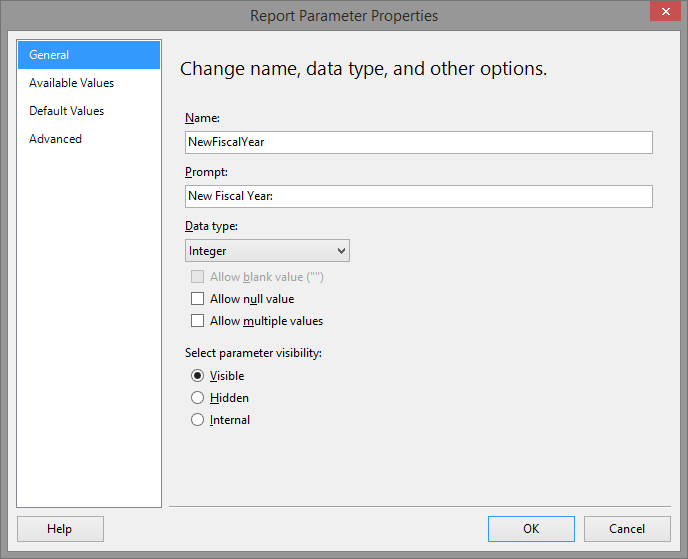 Report Parameter Properties
General
Available Values
Default Values
Advanced
Change name, data type, and other options.
Name:
NewFiscalYear
Prompt:
New Fiscal Year:
Data type:
Integer
Allow blank value ("")
Allow null value
Allow multiple values
Select parameter visibility:
Visible
Hidden
Internal
Help
OK
Cancel